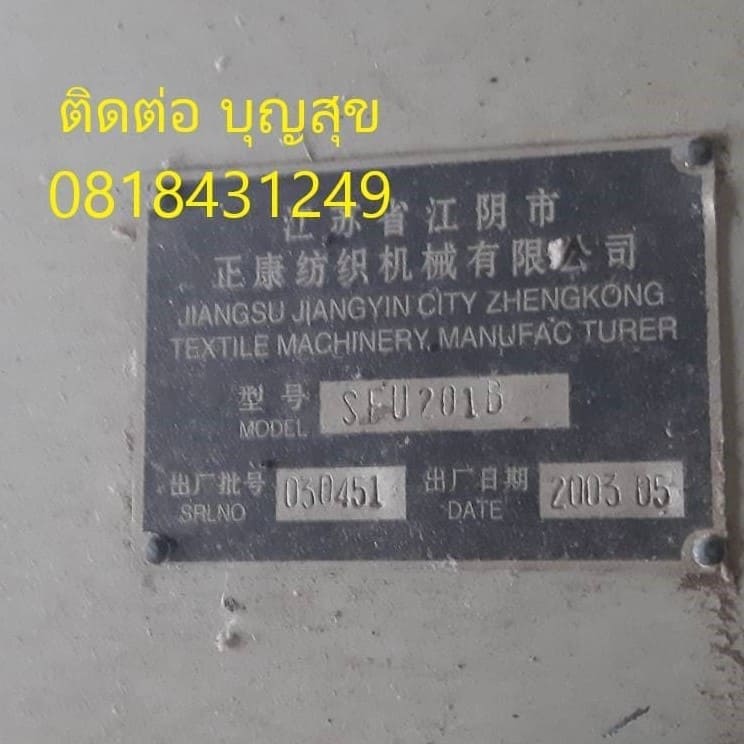 ติดต่อ บุญสุข
0818431249
江苏省江阴市
正康纺织机械有限公司
JIANGSU JIANGYIN CITY ZHENGKONG
TEXTILE MACHINERY. MANUFAC TURER
型号 SFU201B
MODEL
出厂批号 030451 出厂日期 2003 05
SRLNO DATE